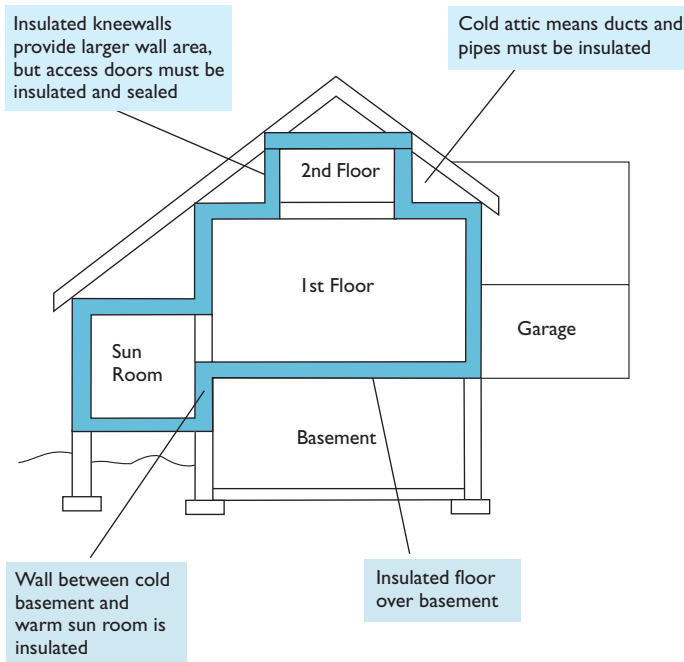 Insulated kneewalls
provide larger wall area,
but access doors must be
insulated and sealed
Cold attic means ducts and
pipes must be insulated
2nd Floor
1st Floor
Sun
Room
Garage
Basement
Wall between cold
basement and
warm sun room is
insulated
Insulated floor
over basement